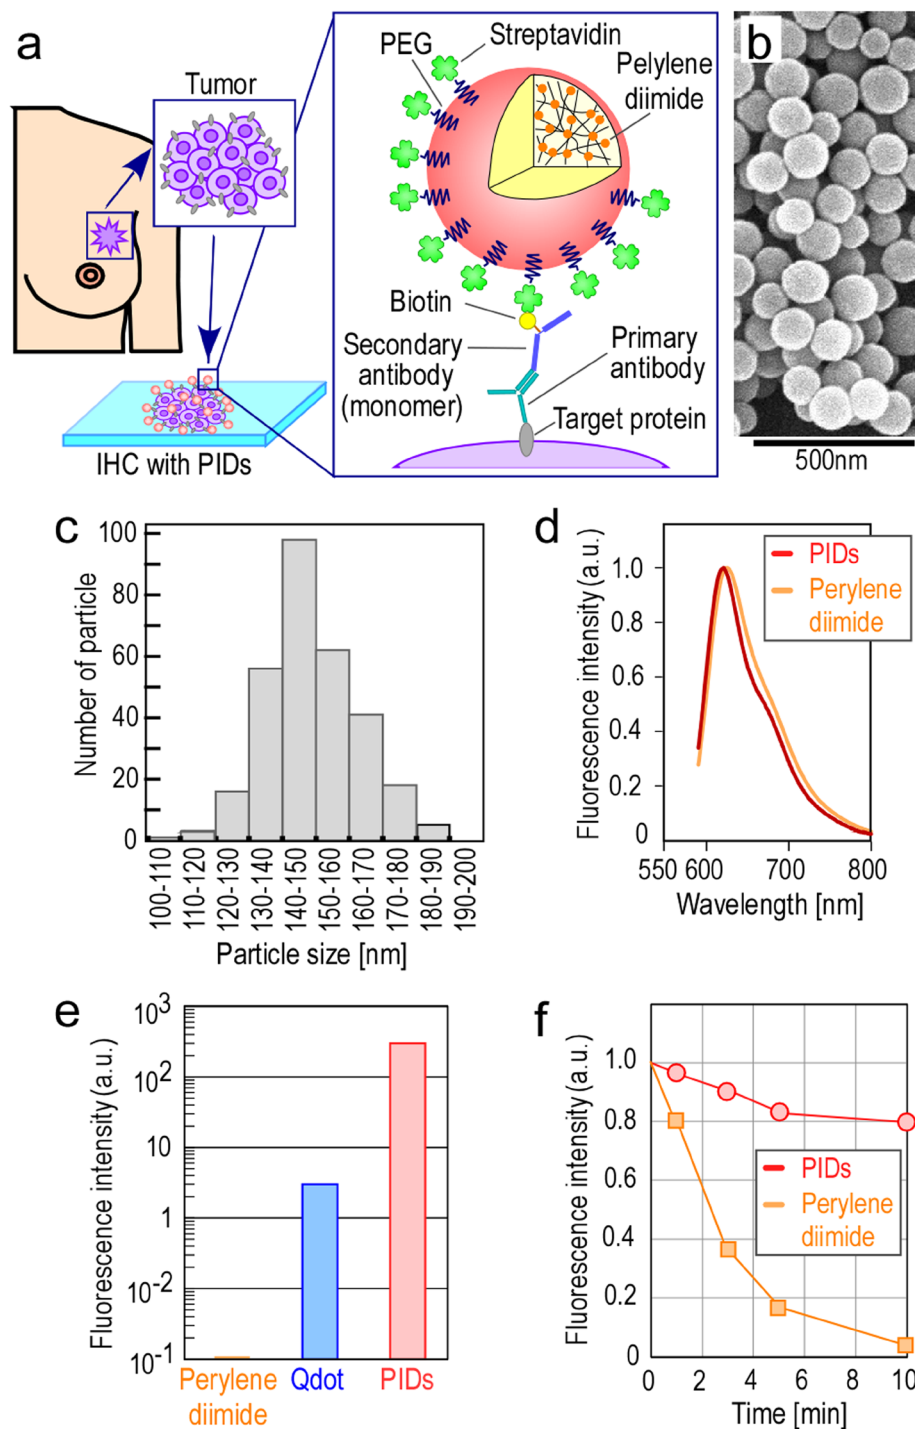 a
Tumor
IHC with PIDs
PEG
Streptavidin
Pelylene
diimide
Biotin
Secondary
antibody
(monomer)
Primary
antibody
Target protein
b
500nm
c
Number of particle
100
80
60
40
20
0
100-110
110-120
120-130
130-140
140-150
150-160
160-170
170-180
180-190
190-200
Particle size [nm]
d
Fluorescence intensity (a.u.)
1.0
0.8
0.6
0.4
0.2
0
550 600 700 800
Wavelength [nm]
PIDs
Perylene
diimide
e
Fluorescence intensity (a.u.)
10³
10²
10
1
10⁻²
10⁻¹
Perylene
diimide
Qdot
PIDs
f
Fluorescence intensity (a.u.)
1.0
0.8
0.6
0.4
0.2
0
0 2 4 6 8 10
Time [min]
PIDs
Perylene
diimide